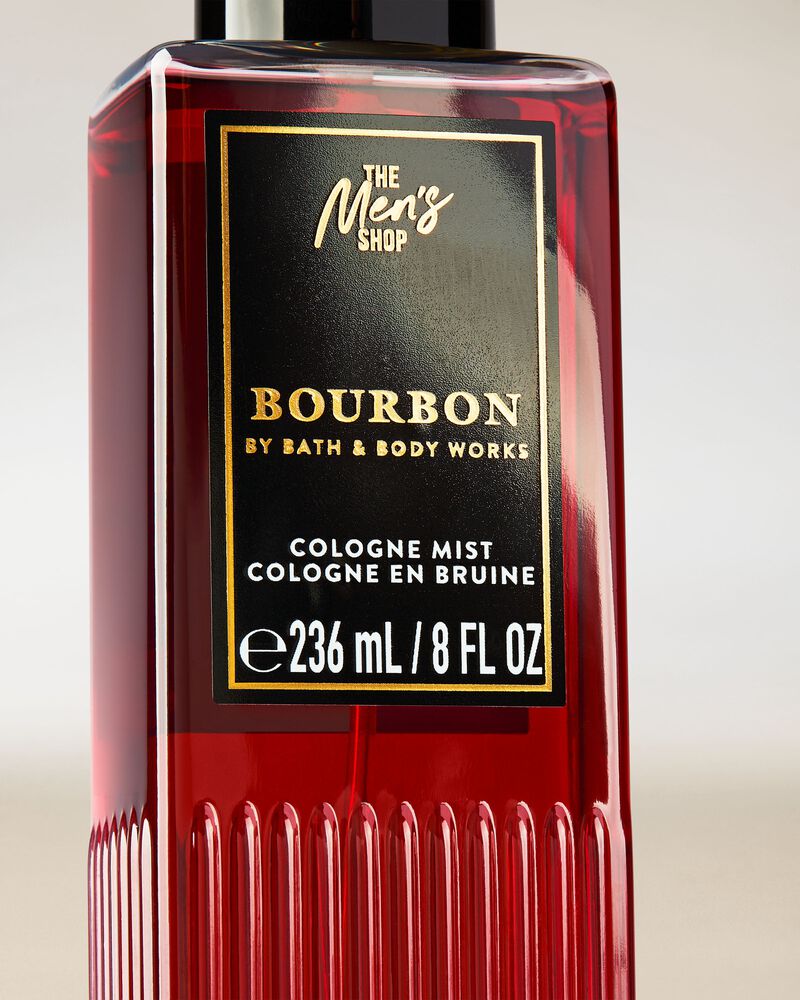 THE
Men's
SHOP
BOURBON
BY BATH & BODY WORKS
COLOGNE MIST
COLOGNE EN BRUINE
℮236 mL / 8 FL OZ